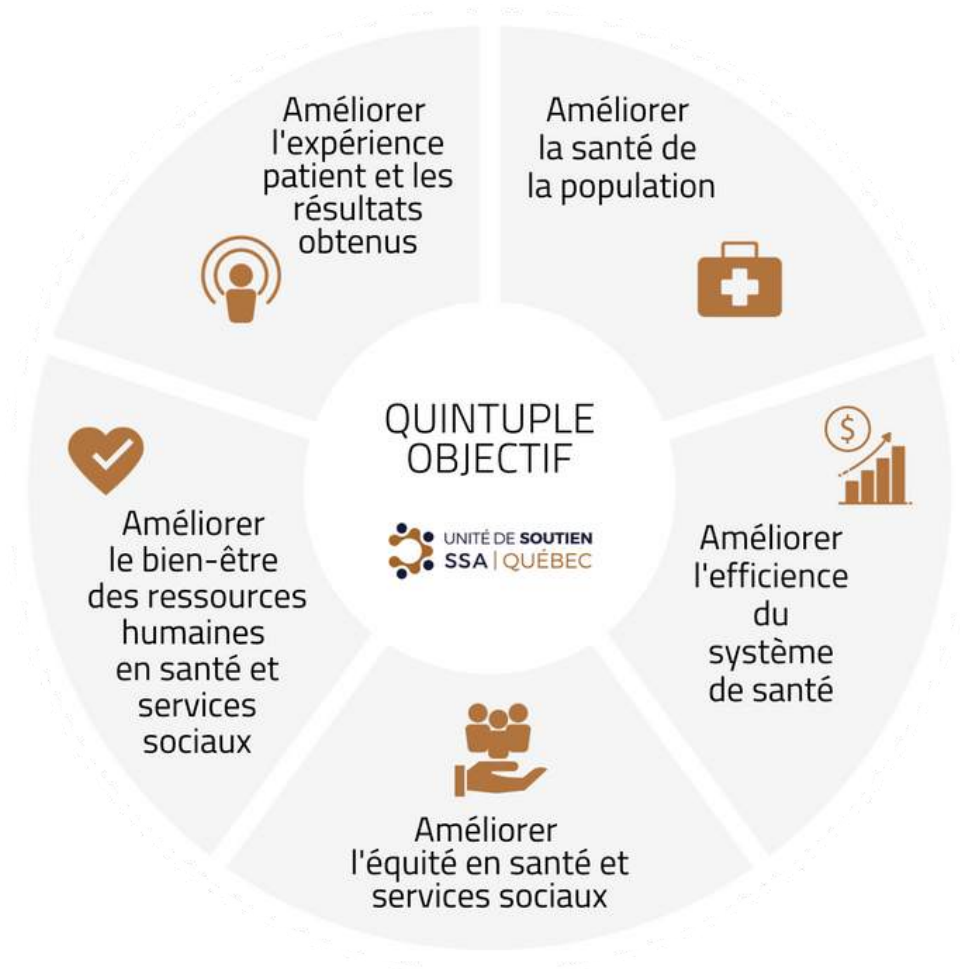 Améliorer
l'expérience
patient et les
résultats
obtenus
Améliorer
la santé de
la population
QUINTUPLE
OBJECTIF
UNITÉ DE SOUTIEN
SSA | QUÉBEC
$
Améliorer
l'efficience
du
système
de santé
Améliorer
le bien-être
des ressources
humaines
en santé et
services
sociaux
Améliorer
l'équité en santé et
services sociaux